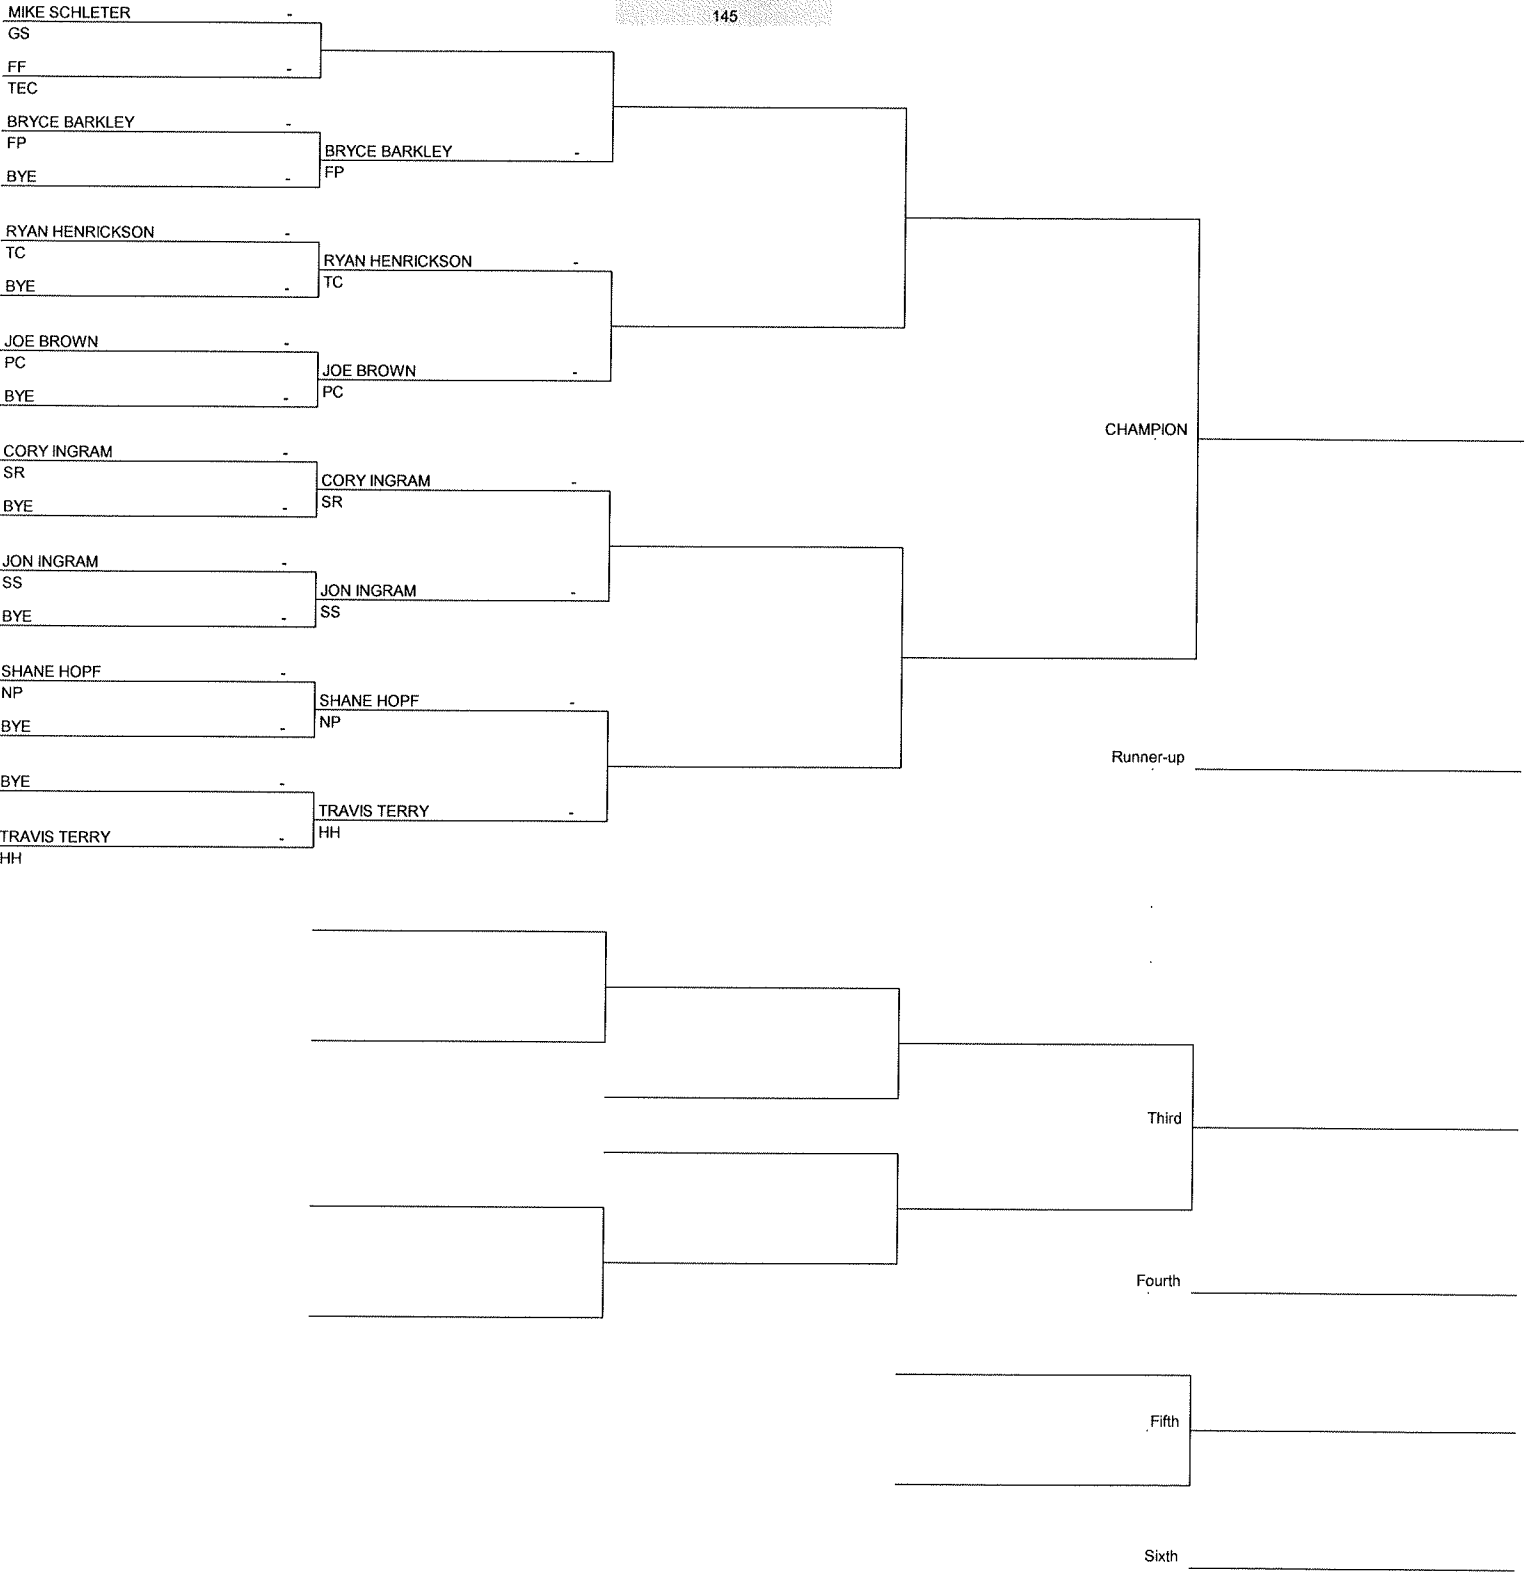 145
MIKE SCHLETER -
GS
FF -
TEC
BRYCE BARKLEY -
FP
BYE -
BRYCE BARKLEY -
FP
RYAN HENRICKSON -
TC
BYE -
RYAN HENRICKSON -
TC
JOE BROWN -
PC
BYE -
JOE BROWN -
PC
CORY INGRAM -
SR
BYE -
CORY INGRAM -
SR
JON INGRAM -
SS
BYE -
JON INGRAM -
SS
SHANE HOPF -
NP
BYE -
SHANE HOPF -
NP
BYE -
TRAVIS TERRY -
HH
TRAVIS TERRY -
HH
CHAMPION
Runner-up
Third
Fourth
Fifth
Sixth